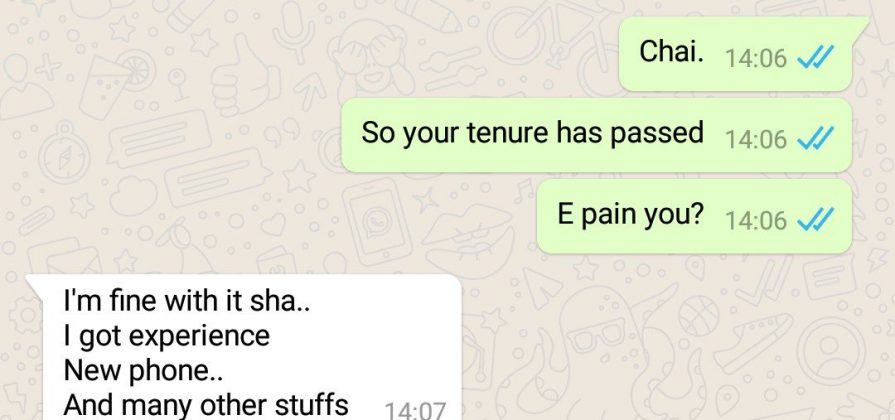 Chai. 14:06
So your tenure has passed 14:06
E pain you? 14:06
I'm fine with it sha..
I got experience
New phone..
And many other stuffs 14:07